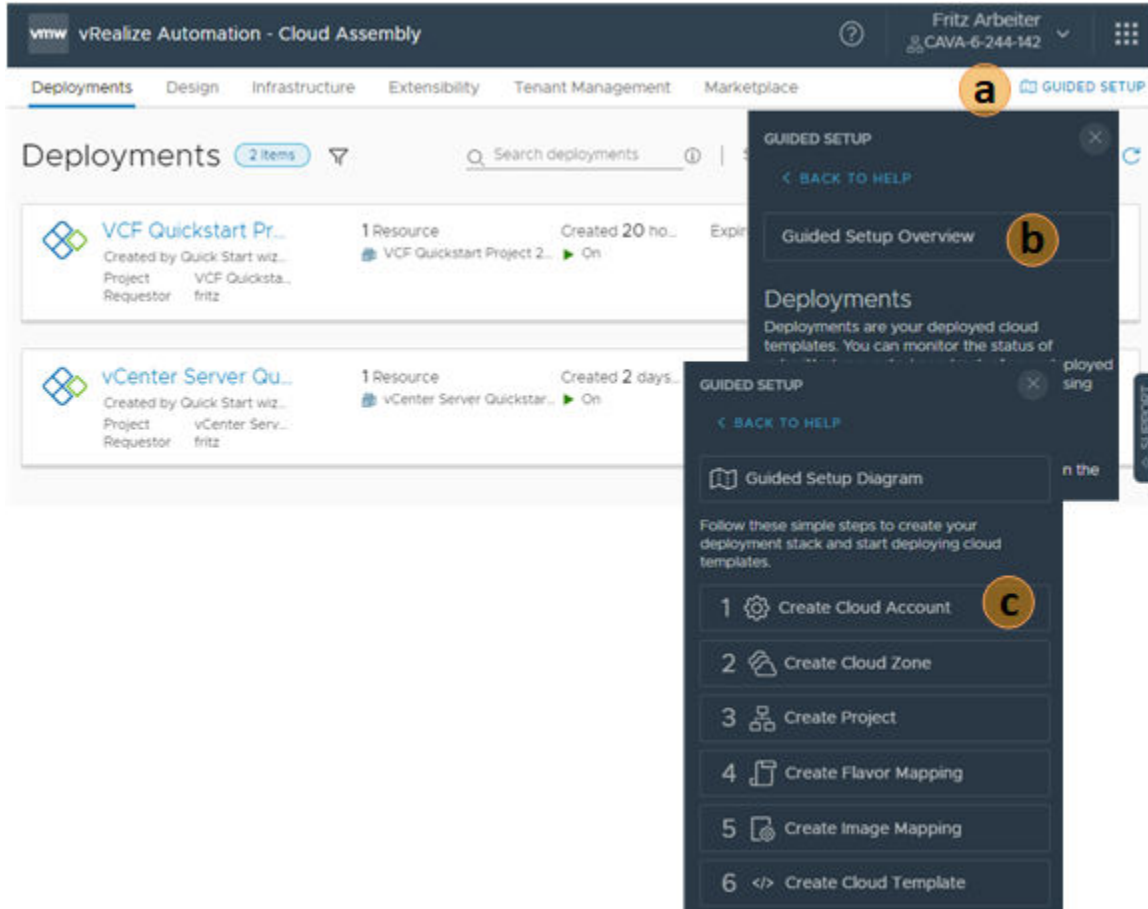 vmw vRealize Automation - Cloud Assembly
Fritz Arbeiter
CAVA-6-244-142
Deployments Design Infrastructure Extensibility Tenant Management Marketplace
a
GUIDED SETUP
Deployments 2 items
Search deployments
GUIDED SETUP
< BACK TO HELP
Guided Setup Overview
b
Deployments
Deployments are your deployed cloud
templates. You can monitor the status of
ployed
sing
n the
SUPPORT
VCF Quickstart Pr...
Created by Quick Start wiz...
Project VCF Quicksta...
Requestor fritz
1 Resource
VCF Quickstart Project 2...
Created 20 ho...
On
Expir
vCenter Server Qu...
Created by Quick Start wiz...
Project vCenter Serv...
Requestor fritz
1 Resource
vCenter Server Quickstar...
Created 2 days...
On
GUIDED SETUP
< BACK TO HELP
Guided Setup Diagram
Follow these simple steps to create your
deployment stack and start deploying cloud
templates.
1 Create Cloud Account
c
2 Create Cloud Zone
3 Create Project
4 Create Flavor Mapping
5 Create Image Mapping
6 </> Create Cloud Template